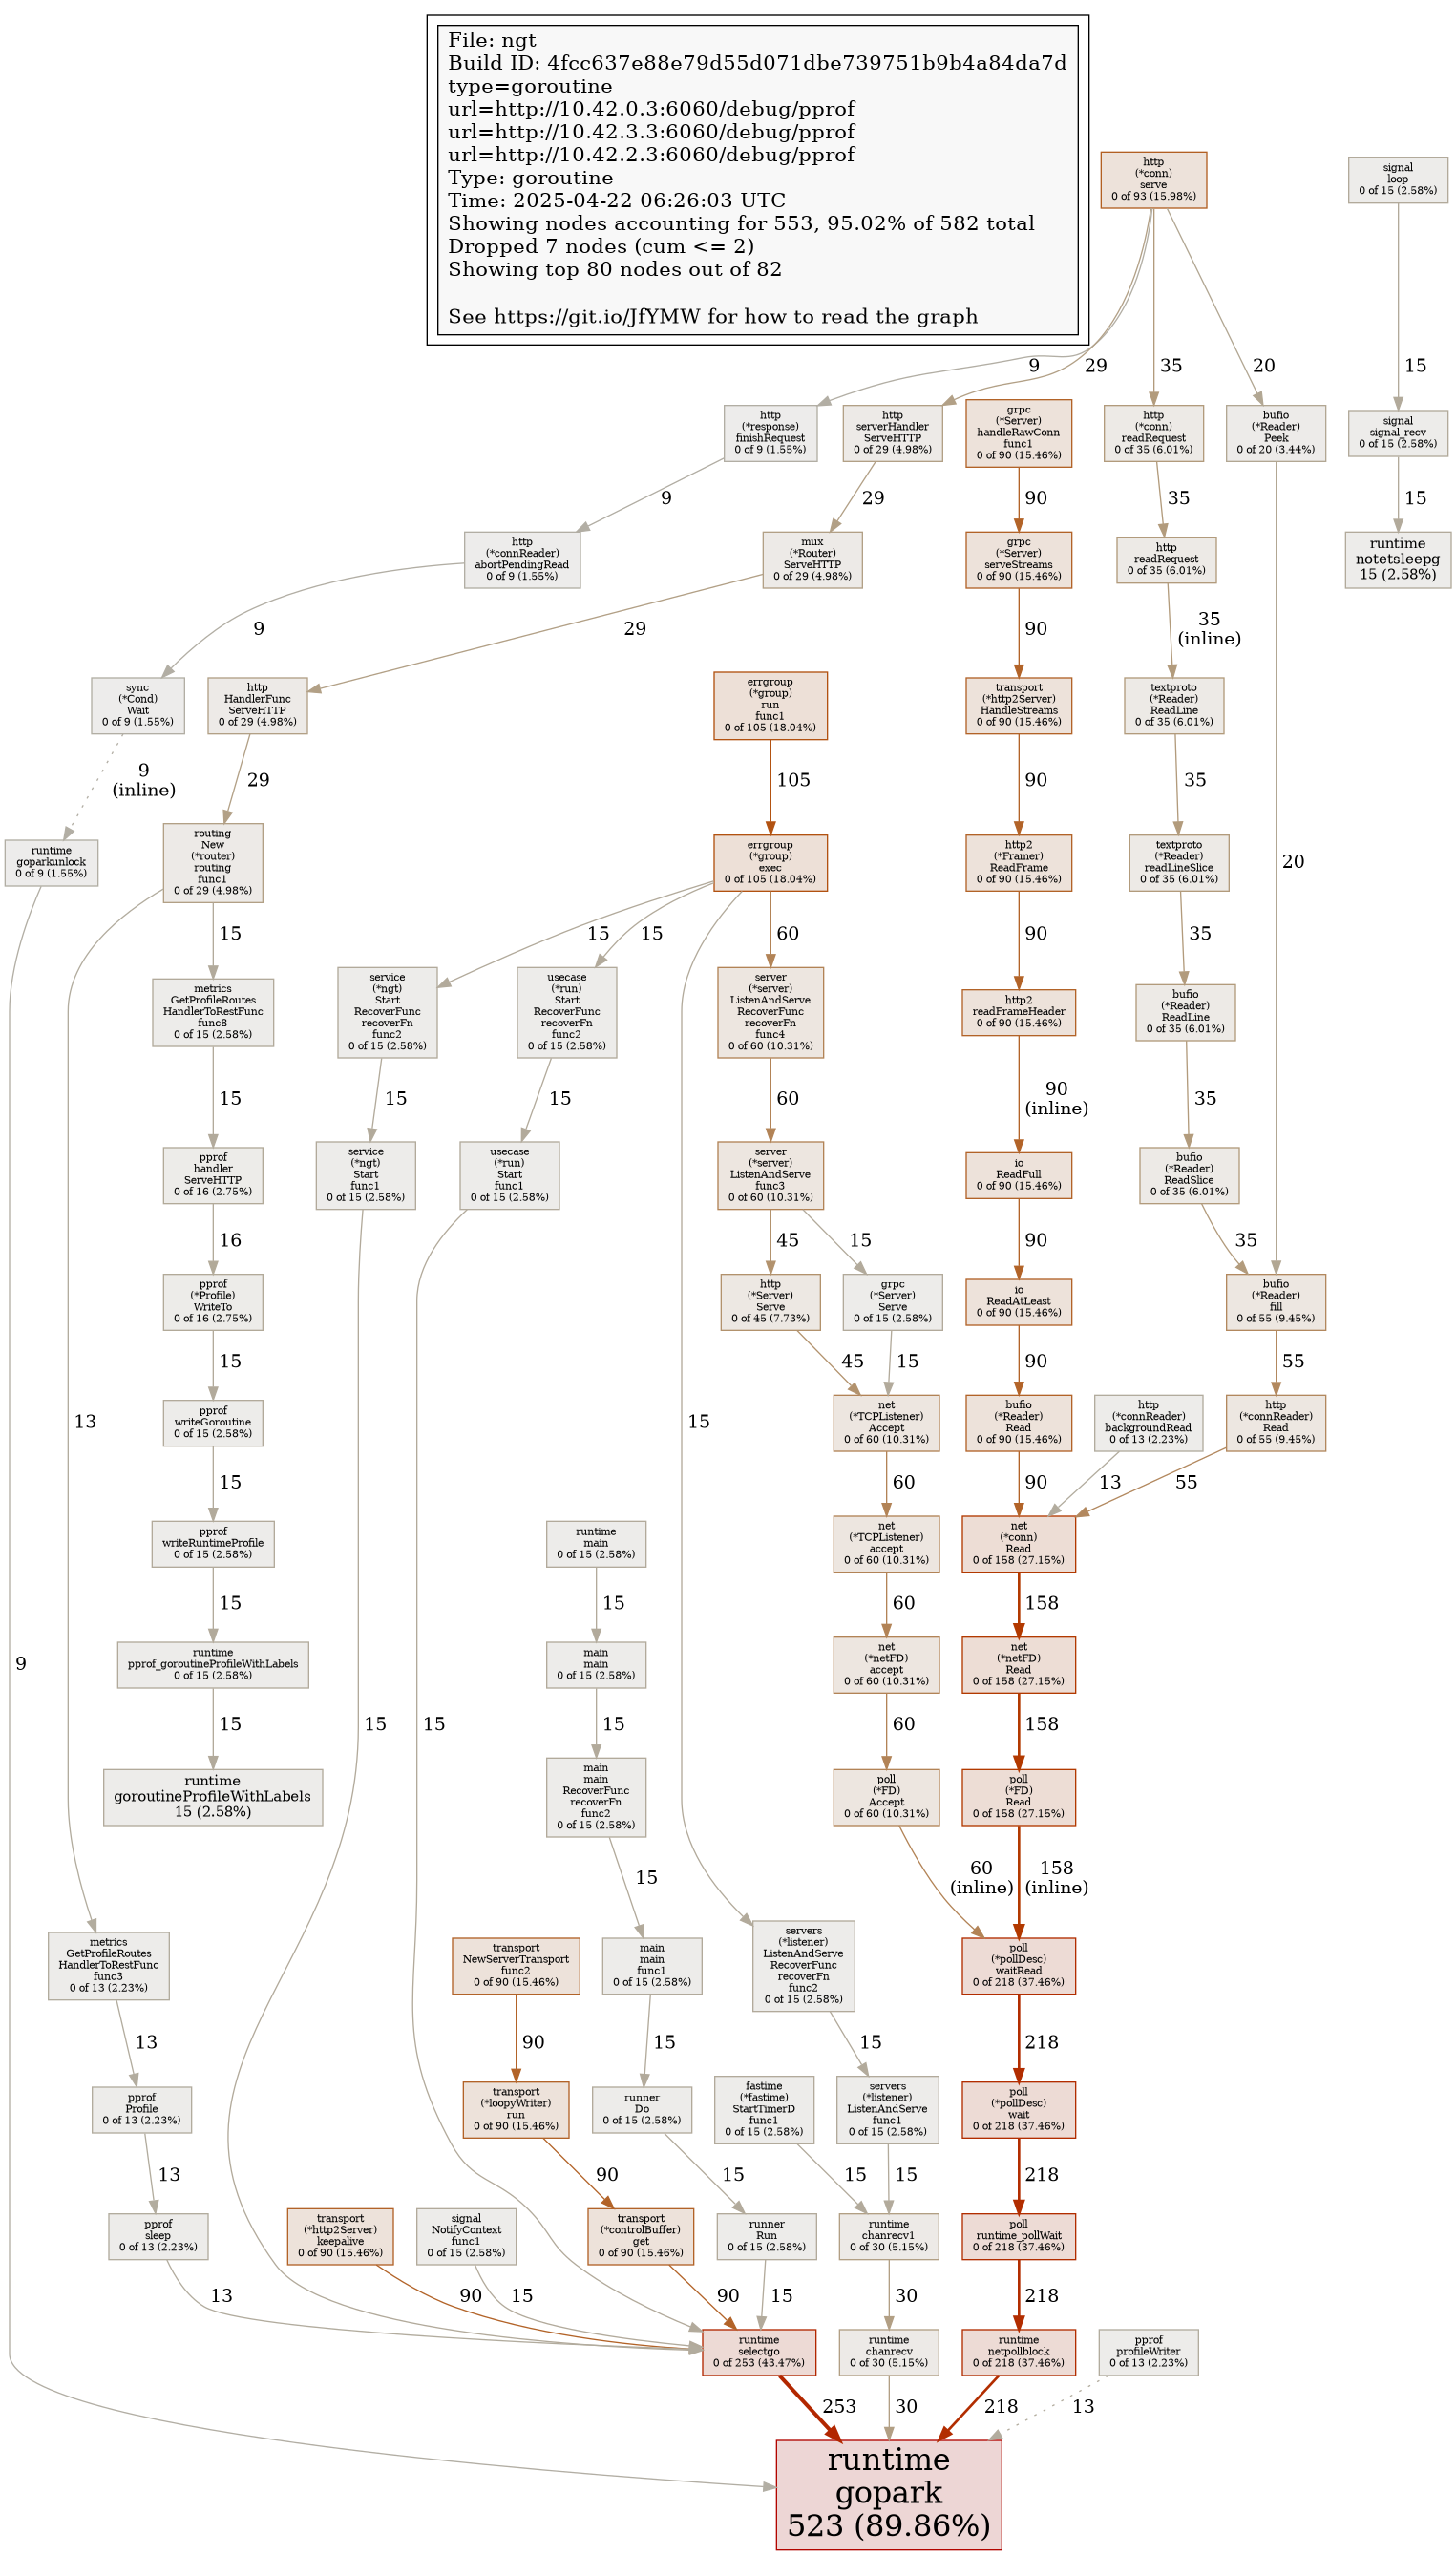 File: ngt
Build ID: 4fcc637e88e79d55d071dbe739751b9b4a84da7d
type=goroutine
url=http://10.42.0.3:6060/debug/pprof
url=http://10.42.3.3:6060/debug/pprof
url=http://10.42.2.3:6060/debug/pprof
Type: goroutine
Time: 2025-04-22 06:26:03 UTC
Showing nodes accounting for 553, 95.02% of 582 total
Dropped 7 nodes (cum <= 2)
Showing top 80 nodes out of 82
See https://git.io/JfYMW for how to read the graph
http
(*conn)
serve
0 of 93 (15.98%)
signal
loop
0 of 15 (2.58%)
9
29
35
20
15
http
(*response)
finishRequest
0 of 9 (1.55%)
http
serverHandler
ServeHTTP
0 of 29 (4.98%)
grpc
(*Server)
handleRawConn
func1
0 of 90 (15.46%)
http
(*conn)
readRequest
0 of 35 (6.01%)
bufio
(*Reader)
Peek
0 of 20 (3.44%)
signal
signal_recv
0 of 15 (2.58%)
9
29
90
35
15
http
(*connReader)
abortPendingRead
0 of 9 (1.55%)
mux
(*Router)
ServeHTTP
0 of 29 (4.98%)
grpc
(*Server)
serveStreams
0 of 90 (15.46%)
http
readRequest
0 of 35 (6.01%)
runtime
notetsleepg
15 (2.58%)
9
29
90
35
(inline)
sync
(*Cond)
Wait
0 of 9 (1.55%)
http
HandlerFunc
ServeHTTP
0 of 29 (4.98%)
errgroup
(*group)
run
func1
0 of 105 (18.04%)
transport
(*http2Server)
HandleStreams
0 of 90 (15.46%)
textproto
(*Reader)
ReadLine
0 of 35 (6.01%)
9
(inline)
29
105
90
35
runtime
goparkunlock
0 of 9 (1.55%)
routing
New
(*router)
routing
func1
0 of 29 (4.98%)
errgroup
(*group)
exec
0 of 105 (18.04%)
http2
(*Framer)
ReadFrame
0 of 90 (15.46%)
textproto
(*Reader)
readLineSlice
0 of 35 (6.01%)
20
15
15
15
60
90
35
metrics
GetProfileRoutes
HandlerToRestFunc
func8
0 of 15 (2.58%)
service
(*ngt)
Start
RecoverFunc
recoverFn
func2
0 of 15 (2.58%)
usecase
(*run)
Start
RecoverFunc
recoverFn
func2
0 of 15 (2.58%)
server
(*server)
ListenAndServe
RecoverFunc
recoverFn
func4
0 of 60 (10.31%)
http2
readFrameHeader
0 of 90 (15.46%)
bufio
(*Reader)
ReadLine
0 of 35 (6.01%)
15
15
15
60
90
(inline)
35
pprof
handler
ServeHTTP
0 of 16 (2.75%)
service
(*ngt)
Start
func1
0 of 15 (2.58%)
usecase
(*run)
Start
func1
0 of 15 (2.58%)
server
(*server)
ListenAndServe
func3
0 of 60 (10.31%)
io
ReadFull
0 of 90 (15.46%)
bufio
(*Reader)
ReadSlice
0 of 35 (6.01%)
16
45
15
90
35
pprof
(*Profile)
WriteTo
0 of 16 (2.75%)
http
(*Server)
Serve
0 of 45 (7.73%)
grpc
(*Server)
Serve
0 of 15 (2.58%)
io
ReadAtLeast
0 of 90 (15.46%)
bufio
(*Reader)
fill
0 of 55 (9.45%)
15
45
15
90
55
13
pprof
writeGoroutine
0 of 15 (2.58%)
15
net
(*TCPListener)
Accept
0 of 60 (10.31%)
bufio
(*Reader)
Read
0 of 90 (15.46%)
http
(*connReader)
backgroundRead
0 of 13 (2.23%)
http
(*connReader)
Read
0 of 55 (9.45%)
15
60
90
13
55
pprof
writeRuntimeProfile
0 of 15 (2.58%)
runtime
main
0 of 15 (2.58%)
net
(*TCPListener)
accept
0 of 60 (10.31%)
net
(*conn)
Read
0 of 158 (27.15%)
15
15
60
158
9
runtime
pprof_goroutineProfileWithLabels
0 of 15 (2.58%)
main
main
0 of 15 (2.58%)
net
(*netFD)
accept
0 of 60 (10.31%)
net
(*netFD)
Read
0 of 158 (27.15%)
15
15
15
15
60
158
runtime
goroutineProfileWithLabels
15 (2.58%)
main
main
RecoverFunc
recoverFn
func2
0 of 15 (2.58%)
poll
(*FD)
Accept
0 of 60 (10.31%)
poll
(*FD)
Read
0 of 158 (27.15%)
15
60
(inline)
158
(inline)
metrics
GetProfileRoutes
HandlerToRestFunc
func3
0 of 13 (2.23%)
transport
NewServerTransport
func2
0 of 90 (15.46%)
main
main
func1
0 of 15 (2.58%)
servers
(*listener)
ListenAndServe
RecoverFunc
recoverFn
func2
0 of 15 (2.58%)
poll
(*pollDesc)
waitRead
0 of 218 (37.46%)
13
90
15
15
218
pprof
Profile
0 of 13 (2.23%)
transport
(*loopyWriter)
run
0 of 90 (15.46%)
runner
Do
0 of 15 (2.58%)
fastime
(*fastime)
StartTimerD
func1
0 of 15 (2.58%)
servers
(*listener)
ListenAndServe
func1
0 of 15 (2.58%)
poll
(*pollDesc)
wait
0 of 218 (37.46%)
13
90
15
15
15
218
pprof
sleep
0 of 13 (2.23%)
transport
(*http2Server)
keepalive
0 of 90 (15.46%)
signal
NotifyContext
func1
0 of 15 (2.58%)
transport
(*controlBuffer)
get
0 of 90 (15.46%)
runner
Run
0 of 15 (2.58%)
runtime
chanrecv1
0 of 30 (5.15%)
poll
runtime_pollWait
0 of 218 (37.46%)
13
90
15
90
15
30
218
runtime
selectgo
0 of 253 (43.47%)
runtime
chanrecv
0 of 30 (5.15%)
runtime
netpollblock
0 of 218 (37.46%)
pprof
profileWriter
0 of 13 (2.23%)
253
30
218
13
runtime
gopark
523 (89.86%)